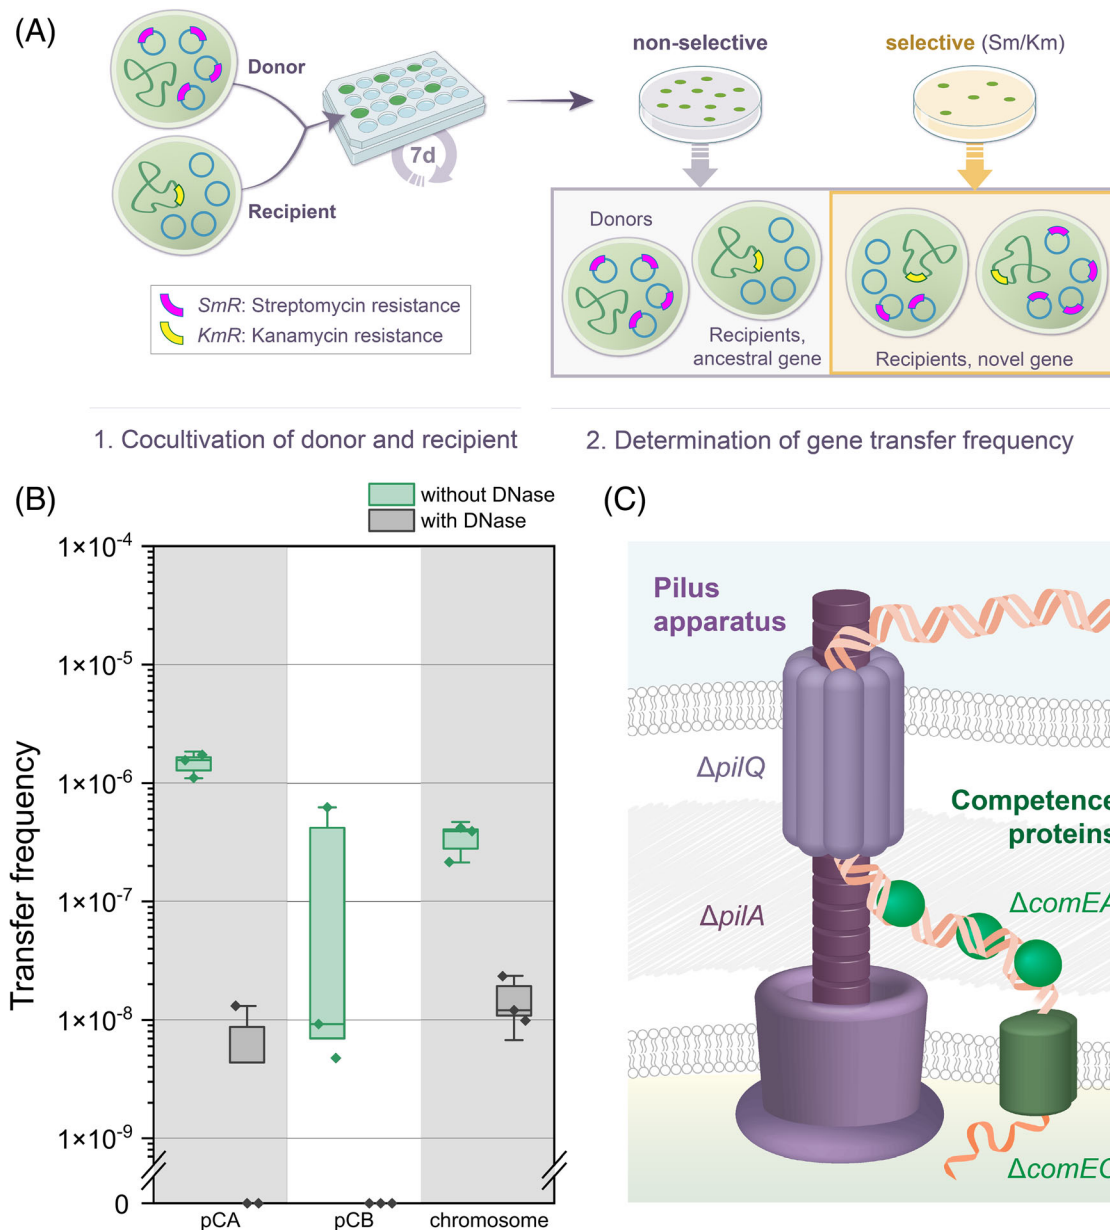 (A)
Donor
Recipient
7d
SmR: Streptomycin resistance
KmR: Kanamycin resistance
non-selective
selective (Sm/Km)
Donors
Recipients,
ancestral gene
Recipients, novel gene
1. Cocultivation of donor and recipient
2. Determination of gene transfer frequency
(B)
without DNase
with DNase
Transfer frequency
1×10⁻⁴
1×10⁻⁵
1×10⁻⁶
1×10⁻⁷
1×10⁻⁸
1×10⁻⁹
0
pCA
pCB
chromosome
(C)
Pilus
apparatus
ΔpilQ
Competence
proteins
ΔpilA
ΔcomEA
ΔcomEC